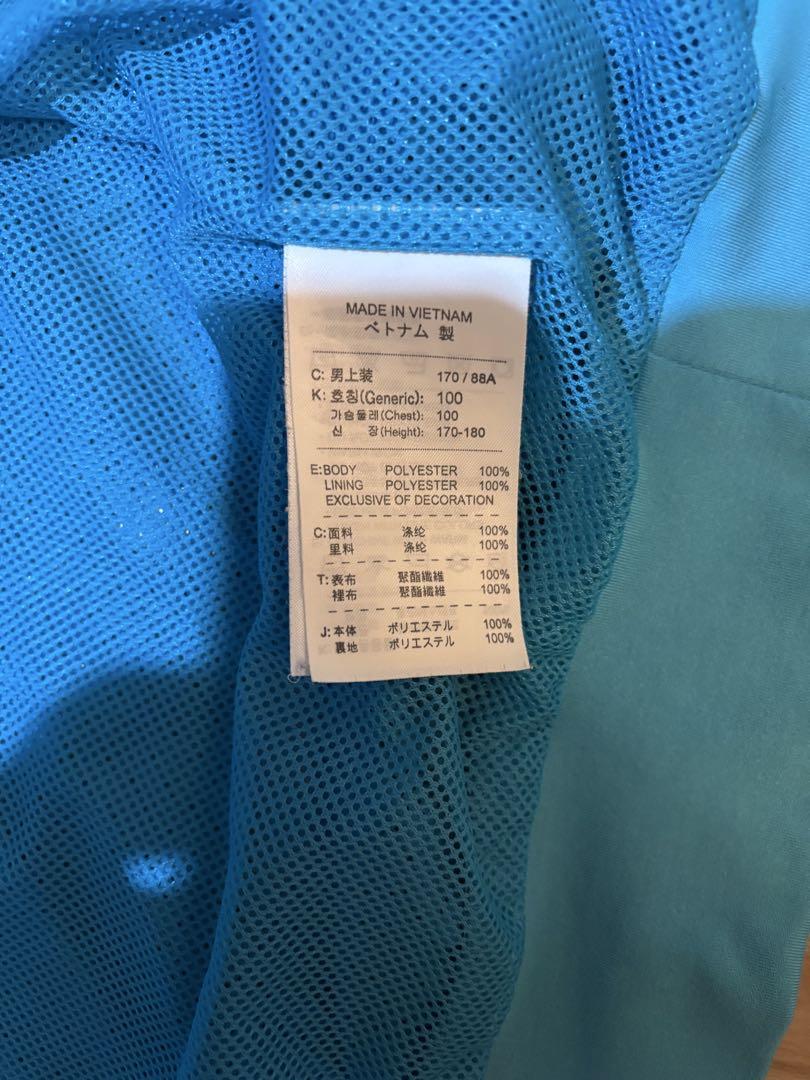 MADE IN VIETNAM
ベトナム 製
C: 男上装 170 / 88A
K: 호칭(Generic): 100
가슴둘레(Chest): 100
신 장(Height): 170-180
E:BODY POLYESTER 100%
LINING POLYESTER 100%
EXCLUSIVE OF DECORATION
C:面料 涤纶 100%
里料 涤纶 100%
T:表布 聚酯纖維 100%
裡布 聚酯纖維 100%
J:本体 ポリエステル 100%
裏地 ポリエステル 100%